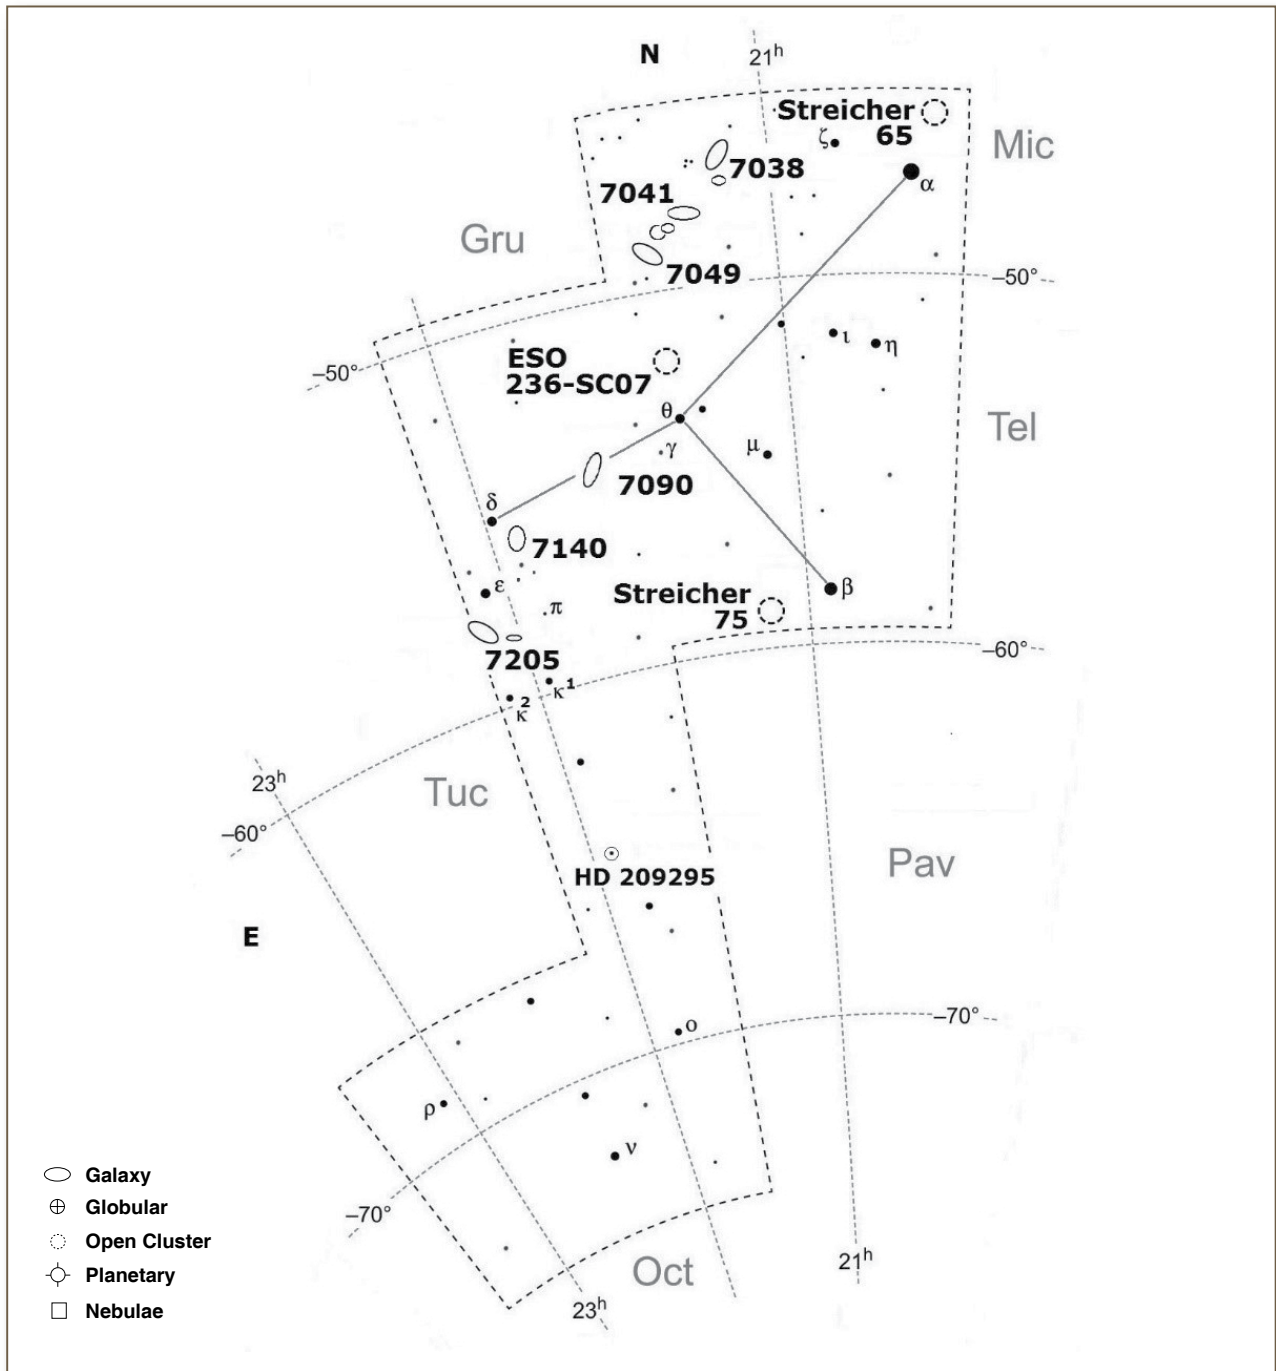 N
21h
Streicher
65
Mic
ζ
7038
α
7041
Gru
7049
–50°
ι
η
–50°
ESO
236-SC07
θ
Tel
γ
μ
7090
δ
7140
ε
π
Streicher
75
β
7205
–60°
κ1
κ2
23h
Tuc
–60°
Pav
HD 209295
E
–70°
ο
ρ
ν
Galaxy
Globular
–70°
Open Cluster
21h
Oct
Planetary
23h
Nebulae